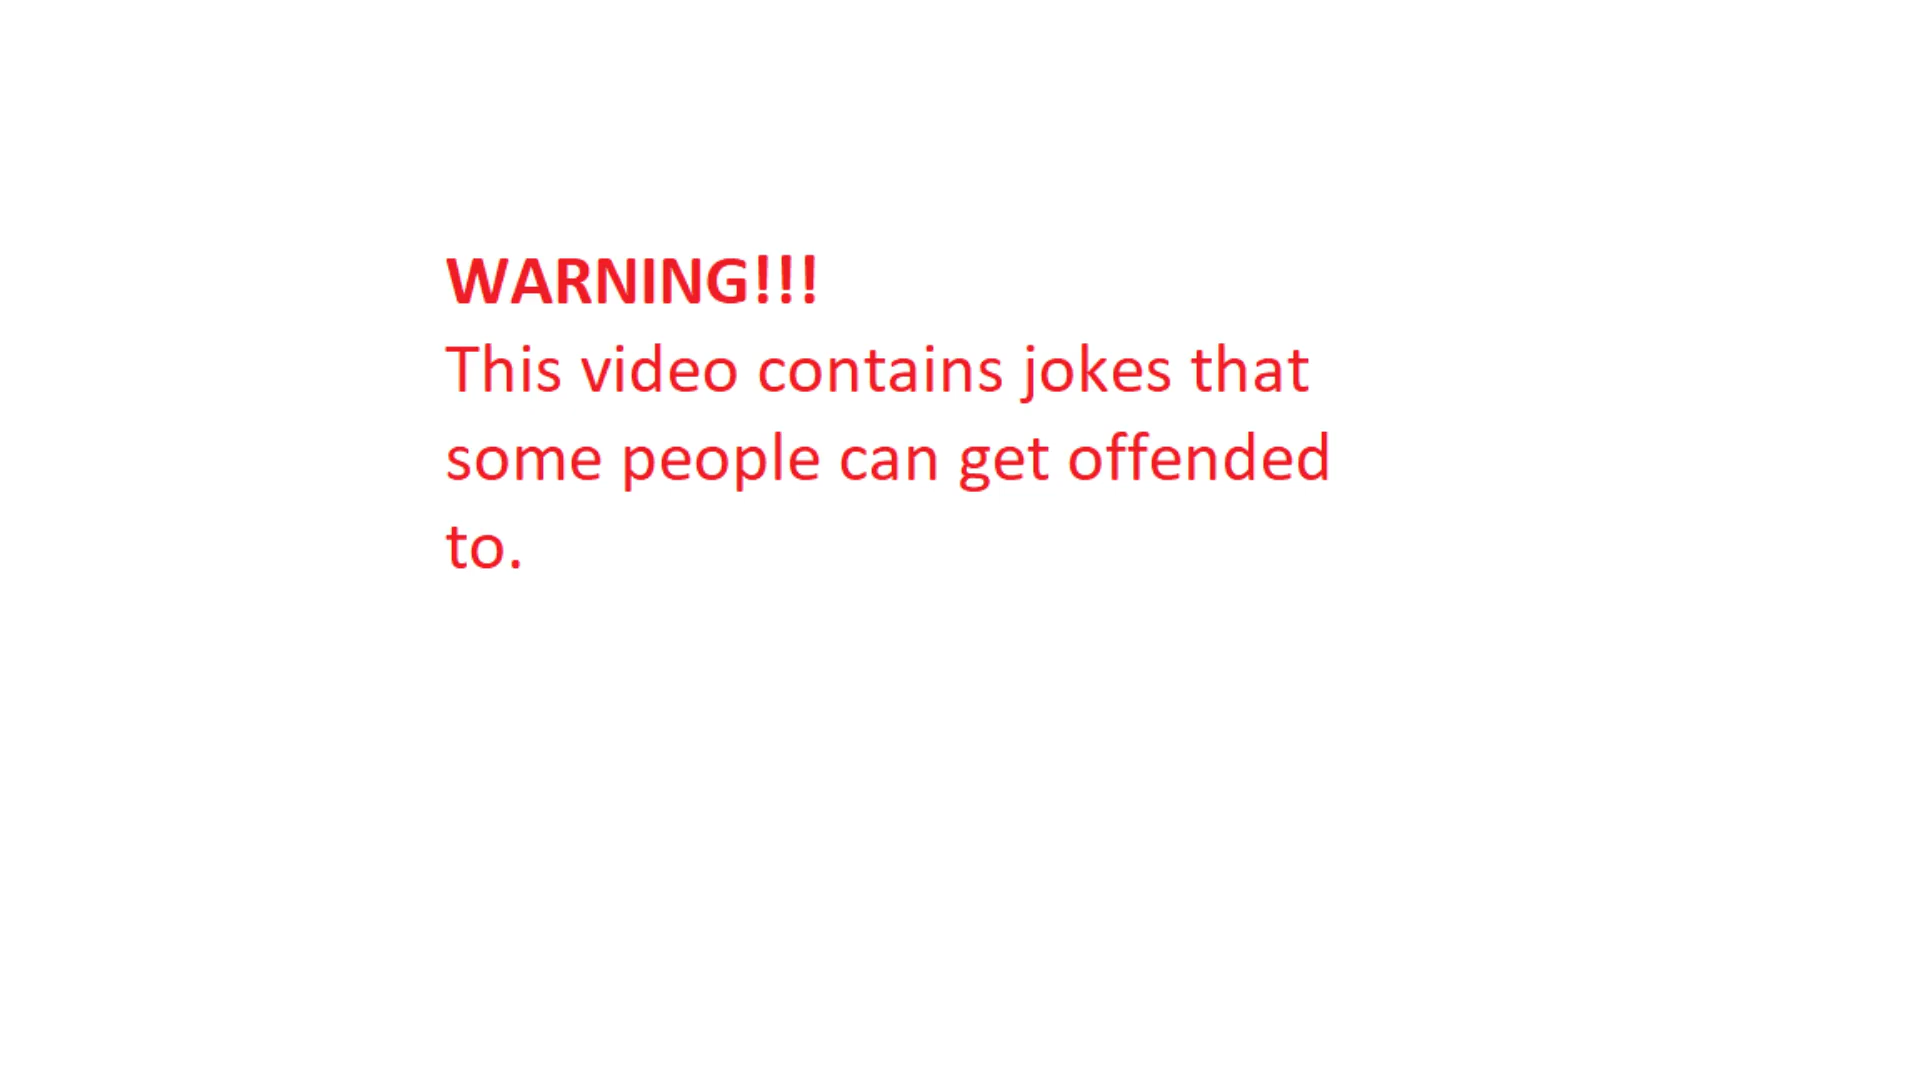 WARNING!!!
This video contains jokes that
some people can get offended
to.